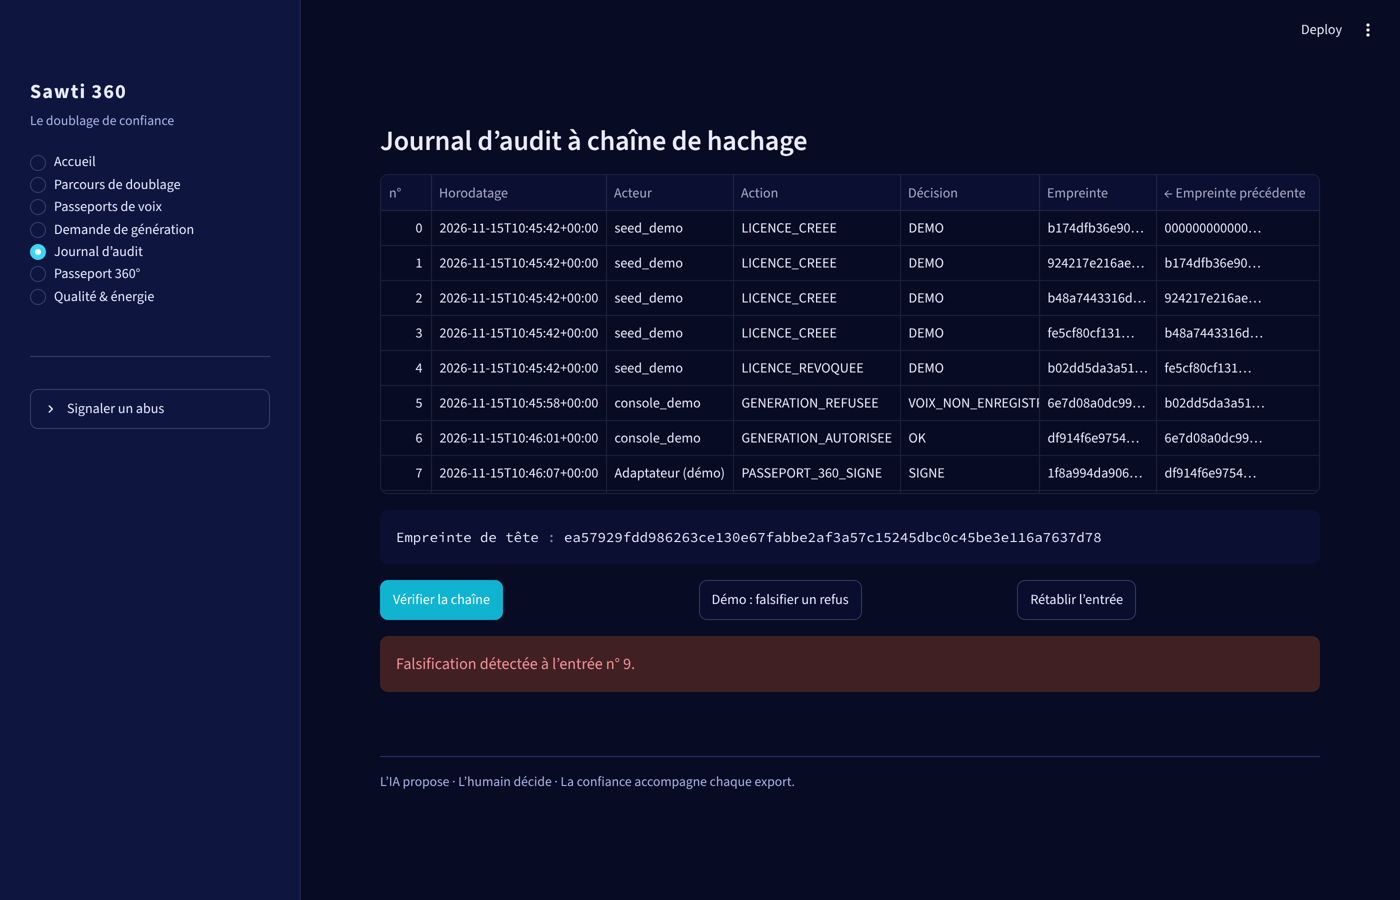 Deploy
Sawti 360
Le doublage de confiance
Accueil
Parcours de doublage
Passeports de voix
Demande de génération
Journal d’audit
Passeport 360°
Qualité & énergie
Signaler un abus
Journal d’audit à chaîne de hachage
n° Horodatage Acteur Action Décision Empreinte ← Empreinte précédente
0 2026-11-15T10:45:42+00:00 seed_demo LICENCE_CREEE DEMO b174dfb36e90… 000000000000…
1 2026-11-15T10:45:42+00:00 seed_demo LICENCE_CREEE DEMO 924217e216ae… b174dfb36e90…
2 2026-11-15T10:45:42+00:00 seed_demo LICENCE_CREEE DEMO b48a7443316d… 924217e216ae…
3 2026-11-15T10:45:42+00:00 seed_demo LICENCE_CREEE DEMO fe5cf80cf131… b48a7443316d…
4 2026-11-15T10:45:42+00:00 seed_demo LICENCE_REVOQUEE DEMO b02dd5da3a51… fe5cf80cf131…
5 2026-11-15T10:45:58+00:00 console_demo GENERATION_REFUSEE VOIX_NON_ENREGISTR 6e7d08a0dc99… b02dd5da3a51…
6 2026-11-15T10:46:01+00:00 console_demo GENERATION_AUTORISEE OK df914f6e9754… 6e7d08a0dc99…
7 2026-11-15T10:46:07+00:00 Adaptateur (démo) PASSEPORT_360_SIGNE SIGNE 1f8a994da906… df914f6e9754…
Empreinte de tête : ea57929fdd986263ce130e67fabbe2af3a57c15245dbc0c45be3e116a7637d78
Vérifier la chaîne
Démo : falsifier un refus
Rétablir l’entrée
Falsification détectée à l’entrée n° 9.
L’IA propose · L’humain décide · La confiance accompagne chaque export.